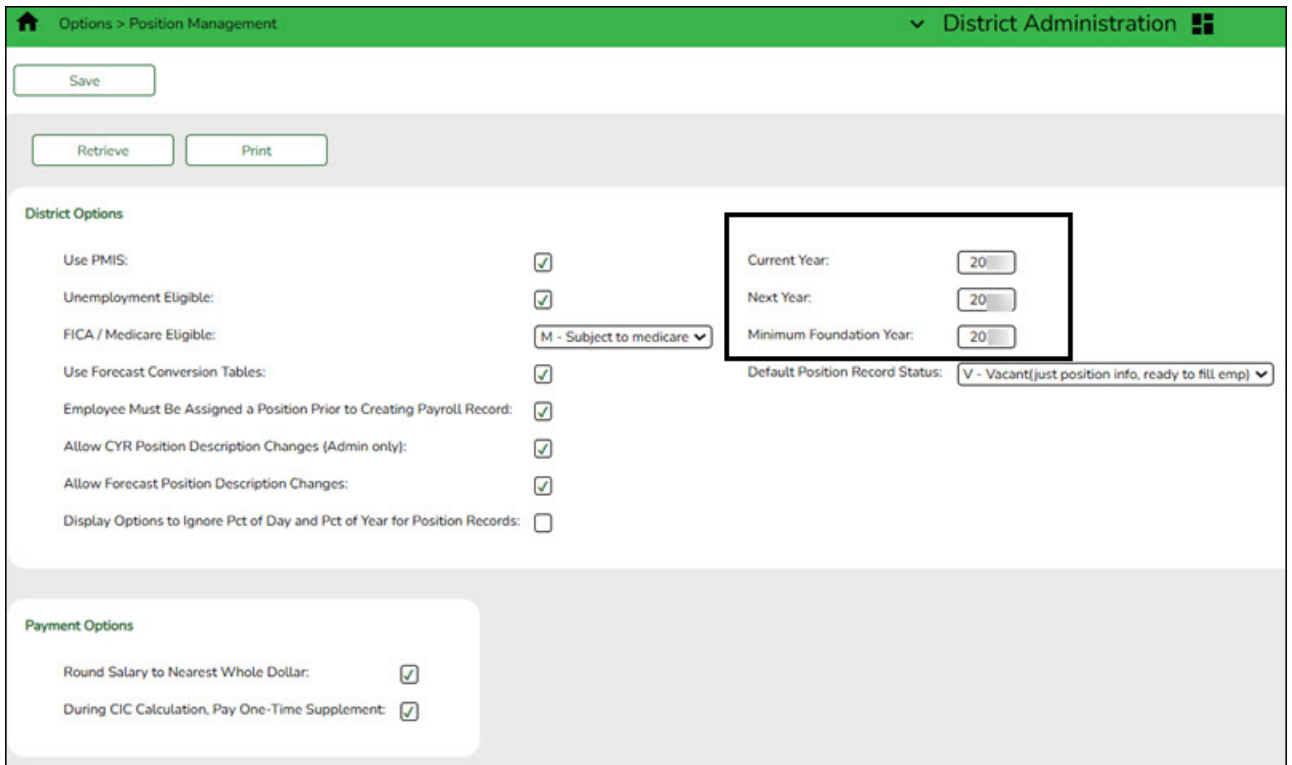 Options > Position Management
District Administration
Save
Retrieve
Print
District Options
Use PMIS:
Current Year: 20
Unemployment Eligible:
Next Year: 20
FICA / Medicare Eligible: M - Subject to medicare
Minimum Foundation Year: 20
Use Forecast Conversion Tables:
Default Position Record Status: V - Vacant(just position info, ready to fill emp)
Employee Must Be Assigned a Position Prior to Creating Payroll Record:
Allow CYR Position Description Changes (Admin only):
Allow Forecast Position Description Changes:
Display Options to Ignore Pct of Day and Pct of Year for Position Records:
Payment Options
Round Salary to Nearest Whole Dollar:
During CIC Calculation, Pay One-Time Supplement: